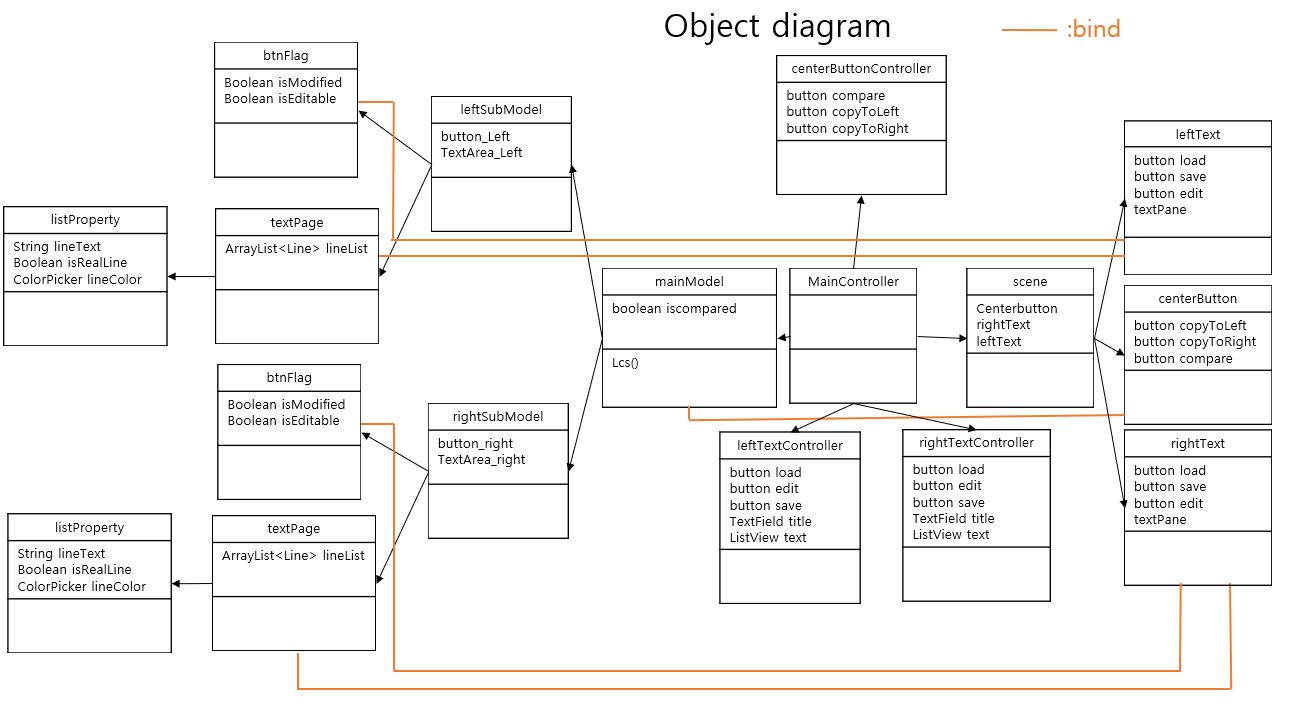 Object diagram
:bind
btnFlag
Boolean isModified
Boolean isEditable
leftSubModel
button_Left
TextArea_Left
centerButtonController
button compare
button copyToLeft
button copyToRight
leftText
button load
button save
button edit
textPane
listProperty
String lineText
Boolean isRealLine
ColorPicker lineColor
textPage
ArrayList<Line> lineList
mainModel
boolean iscompared
Lcs()
MainController
scene
Centerbutton
rightText
leftText
centerButton
button copyToLeft
button copyToRight
button compare
btnFlag
Boolean isModified
Boolean isEditable
rightSubModel
button_right
TextArea_right
leftTextController
button load
button edit
button save
TextField title
ListView text
rightTextController
button load
button edit
button save
TextField title
ListView text
rightText
button load
button save
button edit
textPane
listProperty
String lineText
Boolean isRealLine
ColorPicker lineColor
textPage
ArrayList<Line> lineList